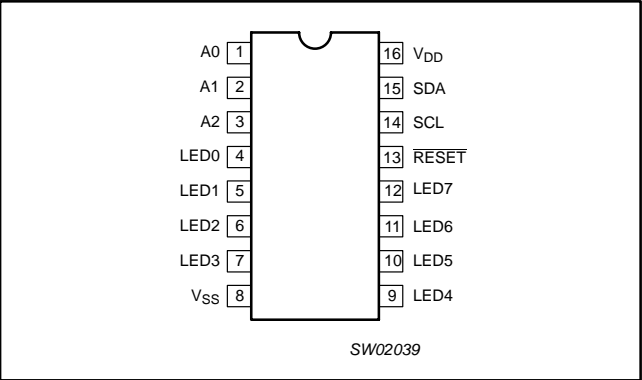 A0 1 16 VDD
A1 2 15 SDA
A2 3 14 SCL
LED0 4 13 RESET
LED1 5 12 LED7
LED2 6 11 LED6
LED3 7 10 LED5
VSS 8 9 LED4
SW02039